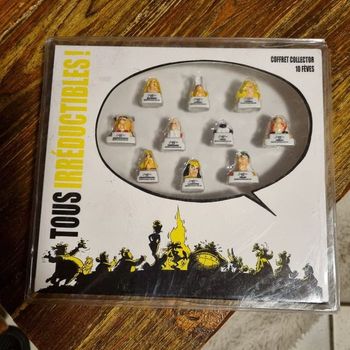 TOUS IRRÉDUCTIBLES!
COFFRET COLLECTOR
10 FÈVES